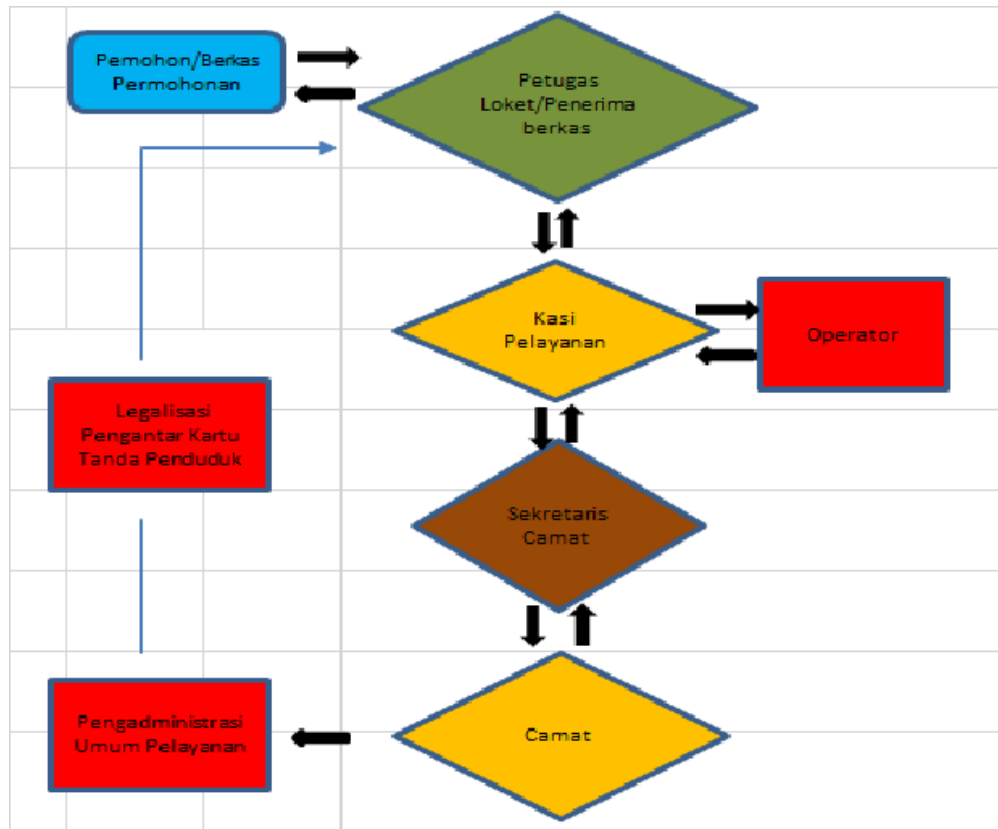 Pemohon/Berkas
Permohonan
Petugas
Loket/Penerima
berkas
Kasi
Pelayanan
Operator
Legalisasi
Pengantar Kartu
Tanda Penduduk
Sekretaris
Camat
Pengadministrasi
Umum Pelayanan
Camat